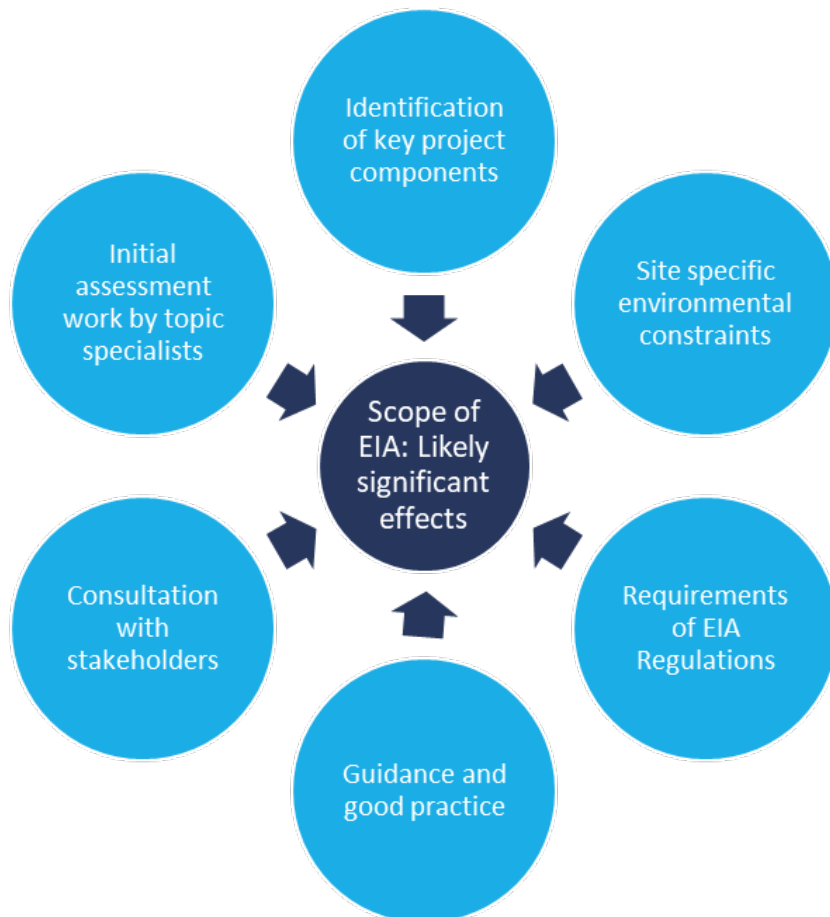 Identification
of key project
components
Site specific
environmental
constraints
Requirements
of EIA
Regulations
Guidance and
good practice
Consultation
with
stakeholders
Initial
assessment
work by topic
specialists
Scope of
EIA: Likely
significant
effects